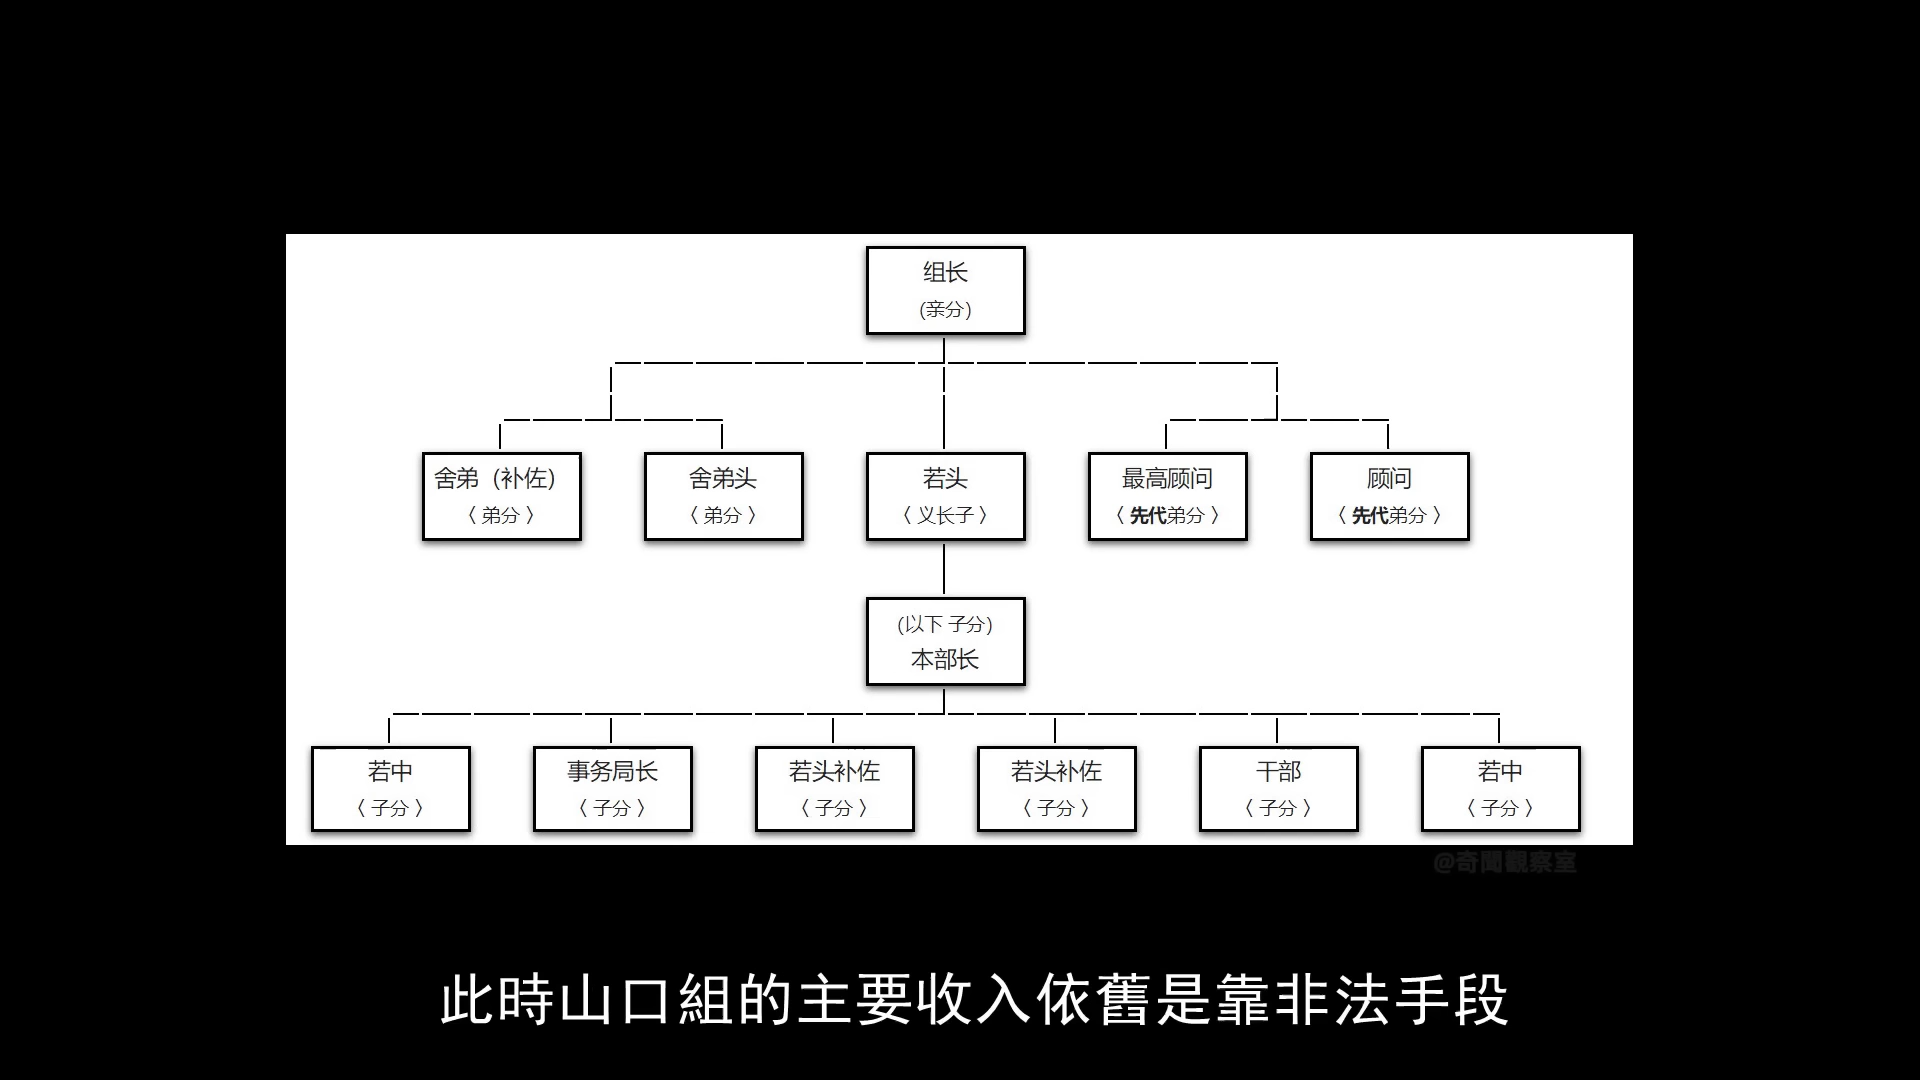 组长
(亲分)
舍弟（补佐）
〈 弟分 〉
舍弟头
〈 弟分 〉
若头
〈 义长子 〉
最高顾问
〈 先代弟分 〉
顾问
〈 先代弟分 〉
(以下 子分)
本部长
若中
〈 子分 〉
事务局长
〈 子分 〉
若头补佐
〈 子分 〉
若头补佐
〈 子分 〉
干部
〈 子分 〉
若中
〈 子分 〉
@奇聞觀察室
此時山口組的主要收入依舊是靠非法手段